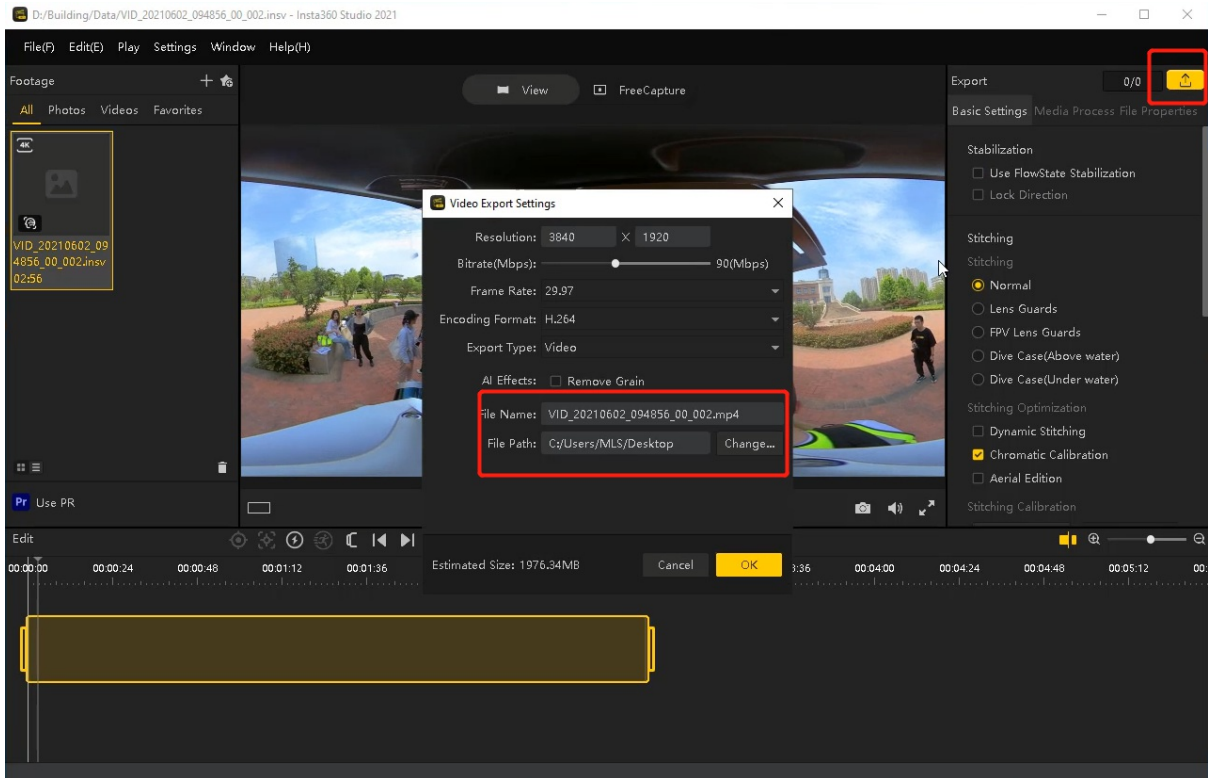 D:/Building/Data/VID_20210602_094856_00_002.insv - Insta360 Studio 2021
File(F) Edit(E) Play Settings Window Help(H)
Footage
All Photos Videos Favorites
4K
VID_20210602_09
4856_00_002.insv
02:56
Pr Use PR
View FreeCapture
Video Export Settings
Resolution: 3840 X 1920
Bitrate(Mbps): 90(Mbps)
Frame Rate: 29.97
Encoding Format: H.264
Export Type: Video
AI Effects: Remove Grain
File Name: VID_20210602_094856_00_002.mp4
File Path: C:/Users/MLS/Desktop Change...
Estimated Size: 1976.34MB Cancel OK
Export 0/0
Basic Settings Media Process File Properties
Stabilization
Use FlowState Stabilization
Lock Direction
Stitching
Stitching
Normal
Lens Guards
FPV Lens Guards
Dive Case(Above water)
Dive Case(Under water)
Stitching Optimization
Dynamic Stitching
Chromatic Calibration
Aerial Edition
Stitching Calibration
Edit
00:00:00 00:00:24 00:00:48 00:01:12 00:01:36 3:36 00:04:00 00:04:24 00:04:48 00:05:12 00: